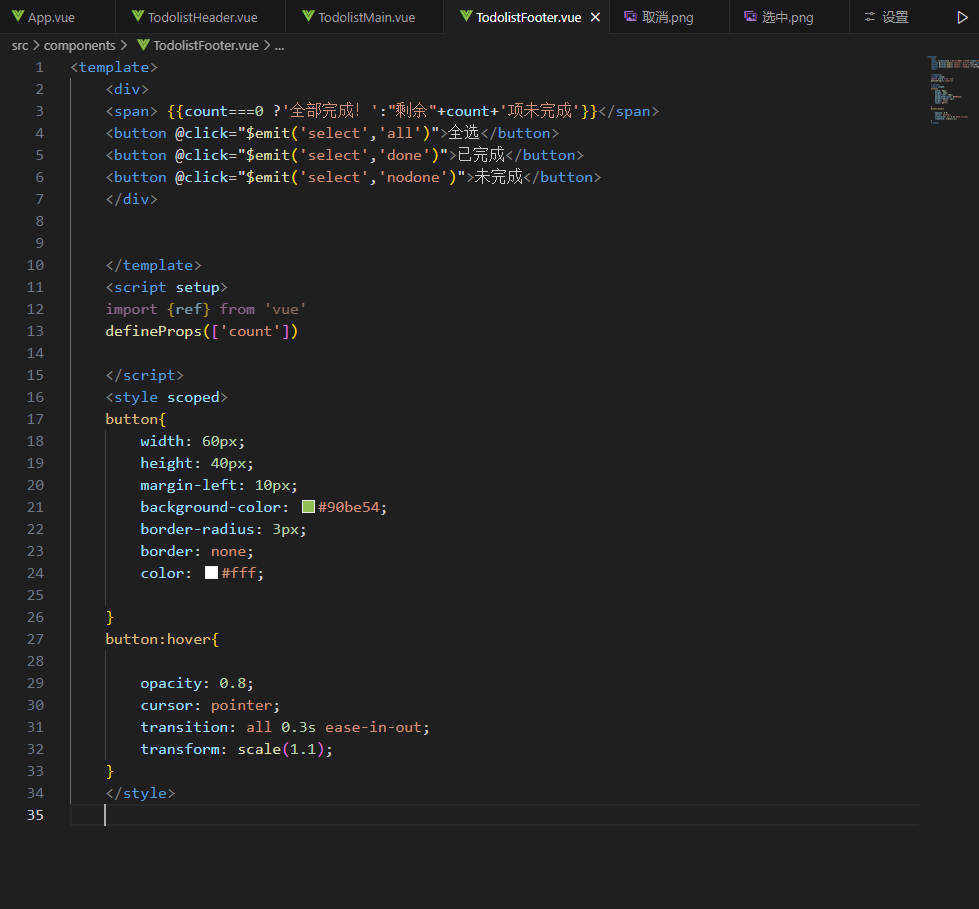 App.vue TodolistHeader.vue TodolistMain.vue TodolistFooter.vue × 取消.png 选中.png 设置
src > components > TodolistFooter.vue > ...
1 <template>
2 <div>
3 <span> {{count===0 ?'全部完成！':"剩余"+count+'项未完成'}}</span>
4 <button @click="$emit('select','all')">全选</button>
5 <button @click="$emit('select','done')">已完成</button>
6 <button @click="$emit('select','nodone')">未完成</button>
7 </div>
8
9
10 </template>
11 <script setup>
12 import {ref} from 'vue'
13 defineProps(['count'])
14
15 </script>
16 <style scoped>
17 button{
18 width: 60px;
19 height: 40px;
20 margin-left: 10px;
21 background-color: #90be54;
22 border-radius: 3px;
23 border: none;
24 color: #fff;
25
26 }
27 button:hover{
28
29 opacity: 0.8;
30 cursor: pointer;
31 transition: all 0.3s ease-in-out;
32 transform: scale(1.1);
33 }
34 </style>
35